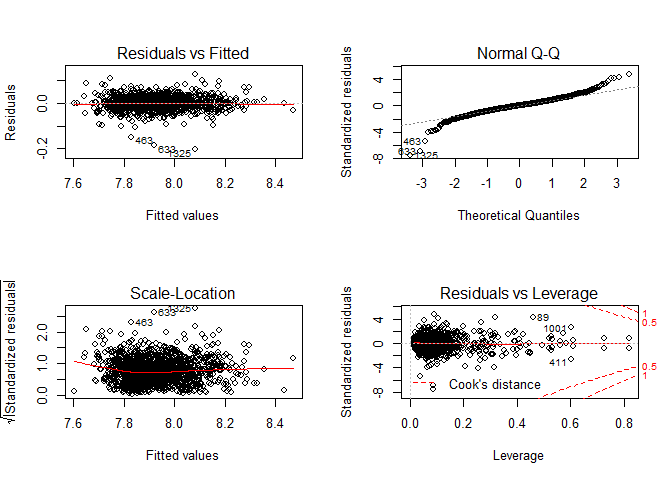 Residuals vs Fitted
Residuals
0.0
-0.2
463
633
1325
7.6 7.8 8.0 8.2 8.4
Fitted values
Normal Q-Q
Standardized residuals
4
0
-4
-8
463
633
1325
-3 -2 -1 0 1 2 3
Theoretical Quantiles
Scale-Location
√|Standardized residuals|
2.0
1.0
0.0
1325
633
463
7.6 7.8 8.0 8.2 8.4
Fitted values
Residuals vs Leverage
Standardized residuals
4
0
-4
-8
89
1001
411
Cook's distance
1
0.5
0.5
1
0.0 0.2 0.4 0.6 0.8
Leverage